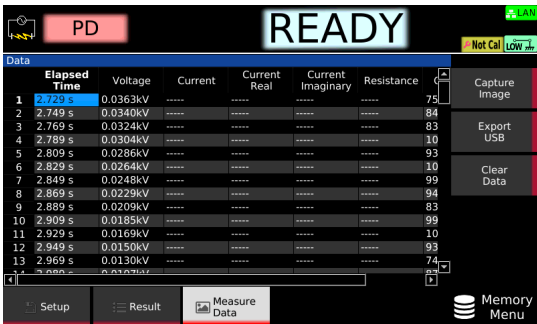 PD
READY
LAN
Not Cal
LOW
Data
Elapsed Time Voltage Current Current Real Current Imaginary Resistance
1 2.729 s 0.0363kV ----- ----- ----- ----- 75
2 2.749 s 0.0340kV ----- ----- ----- ----- 84
3 2.769 s 0.0324kV ----- ----- ----- ----- 83
4 2.789 s 0.0304kV ----- ----- ----- ----- 10
5 2.809 s 0.0286kV ----- ----- ----- ----- 93
6 2.829 s 0.0264kV ----- ----- ----- ----- 10
7 2.849 s 0.0248kV ----- ----- ----- ----- 99
8 2.869 s 0.0229kV ----- ----- ----- ----- 94
9 2.889 s 0.0209kV ----- ----- ----- ----- 83
10 2.909 s 0.0185kV ----- ----- ----- ----- 99
11 2.929 s 0.0169kV ----- ----- ----- ----- 10
12 2.949 s 0.0150kV ----- ----- ----- ----- 93
13 2.969 s 0.0130kV ----- ----- ----- ----- 74
Capture
Image
Export
USB
Clear
Data
Setup
Result
Measure
Data
Memory
Menu